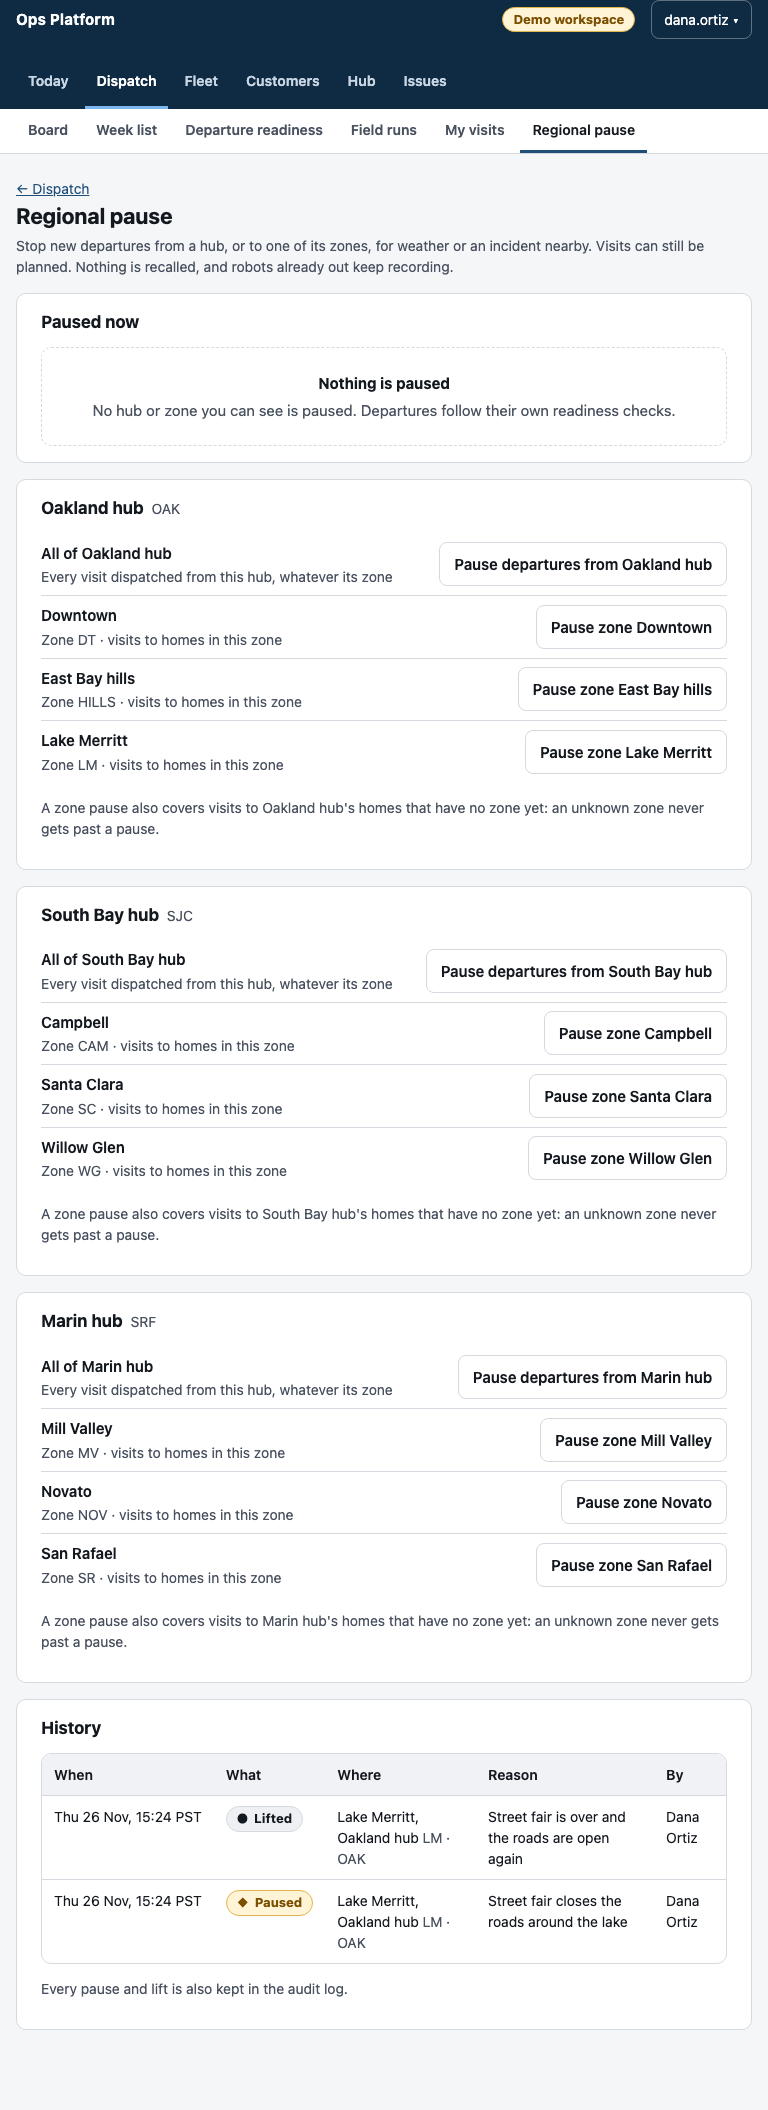 Ops Platform
Demo workspace
dana.ortiz ▾
Today Dispatch Fleet Customers Hub Issues
Board Week list Departure readiness Field runs My visits Regional pause
← Dispatch
Regional pause
Stop new departures from a hub, or to one of its zones, for weather or an incident nearby. Visits can still be
planned. Nothing is recalled, and robots already out keep recording.
Paused now
Nothing is paused
No hub or zone you can see is paused. Departures follow their own readiness checks.
Oakland hub OAK
All of Oakland hub
Every visit dispatched from this hub, whatever its zone
Pause departures from Oakland hub
Downtown
Zone DT · visits to homes in this zone
Pause zone Downtown
East Bay hills
Zone HILLS · visits to homes in this zone
Pause zone East Bay hills
Lake Merritt
Zone LM · visits to homes in this zone
Pause zone Lake Merritt
A zone pause also covers visits to Oakland hub's homes that have no zone yet: an unknown zone never
gets past a pause.
South Bay hub SJC
All of South Bay hub
Every visit dispatched from this hub, whatever its zone
Pause departures from South Bay hub
Campbell
Zone CAM · visits to homes in this zone
Pause zone Campbell
Santa Clara
Zone SC · visits to homes in this zone
Pause zone Santa Clara
Willow Glen
Zone WG · visits to homes in this zone
Pause zone Willow Glen
A zone pause also covers visits to South Bay hub's homes that have no zone yet: an unknown zone never
gets past a pause.
Marin hub SRF
All of Marin hub
Every visit dispatched from this hub, whatever its zone
Pause departures from Marin hub
Mill Valley
Zone MV · visits to homes in this zone
Pause zone Mill Valley
Novato
Zone NOV · visits to homes in this zone
Pause zone Novato
San Rafael
Zone SR · visits to homes in this zone
Pause zone San Rafael
A zone pause also covers visits to Marin hub's homes that have no zone yet: an unknown zone never gets
past a pause.
History
When What Where Reason By
Thu 26 Nov, 15:24 PST
● Lifted
Lake Merritt,
Oakland hub LM ·
OAK
Street fair is over and
the roads are open
again
Dana
Ortiz
Thu 26 Nov, 15:24 PST
◆ Paused
Lake Merritt,
Oakland hub LM ·
OAK
Street fair closes the
roads around the lake
Dana
Ortiz
Every pause and lift is also kept in the audit log.